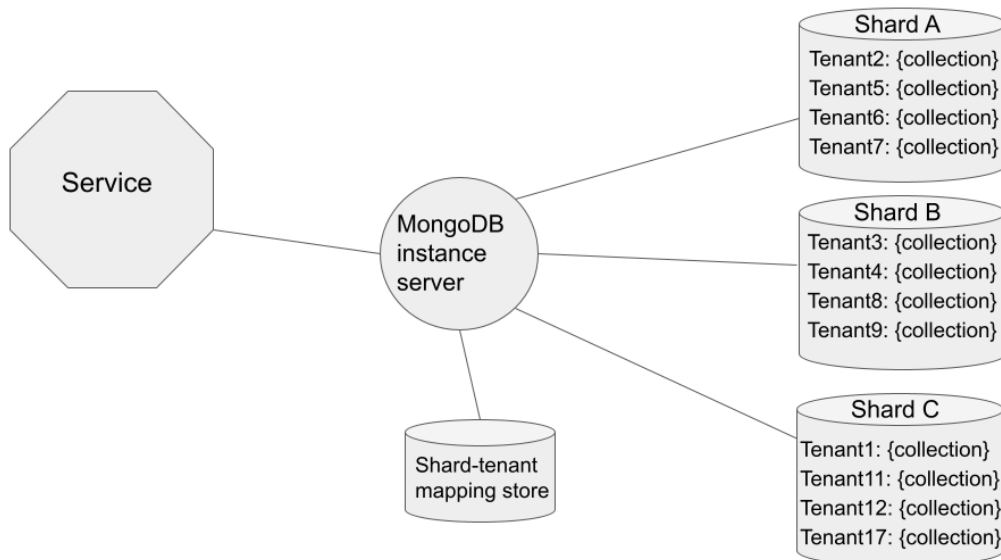 Service
MongoDB
instance
server
Shard-tenant
mapping store
Shard A
Tenant2: {collection}
Tenant5: {collection}
Tenant6: {collection}
Tenant7: {collection}
Shard B
Tenant3: {collection}
Tenant4: {collection}
Tenant8: {collection}
Tenant9: {collection}
Shard C
Tenant1: {collection}
Tenant11: {collection}
Tenant12: {collection}
Tenant17: {collection}